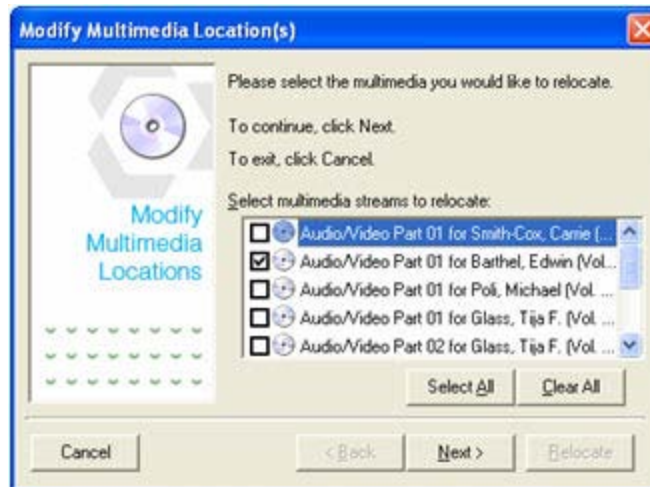 Modify Multimedia Location(s)
Please select the multimedia you would like to relocate.
To continue, click Next.
To exit, click Cancel.
Modify
Multimedia
Locations
Select multimedia streams to relocate:
Audio/Video Part 01 for Smith-Cox, Carrie (...
Audio/Video Part 01 for Barthel, Edwin (Vol...
Audio/Video Part 01 for Poli, Michael (Vol. ...
Audio/Video Part 01 for Glass, Tija F. (Vol. ...
Audio/Video Part 02 for Glass, Tija F. (Vol. ...
Select All Clear All
Cancel < Back Next > Relocate